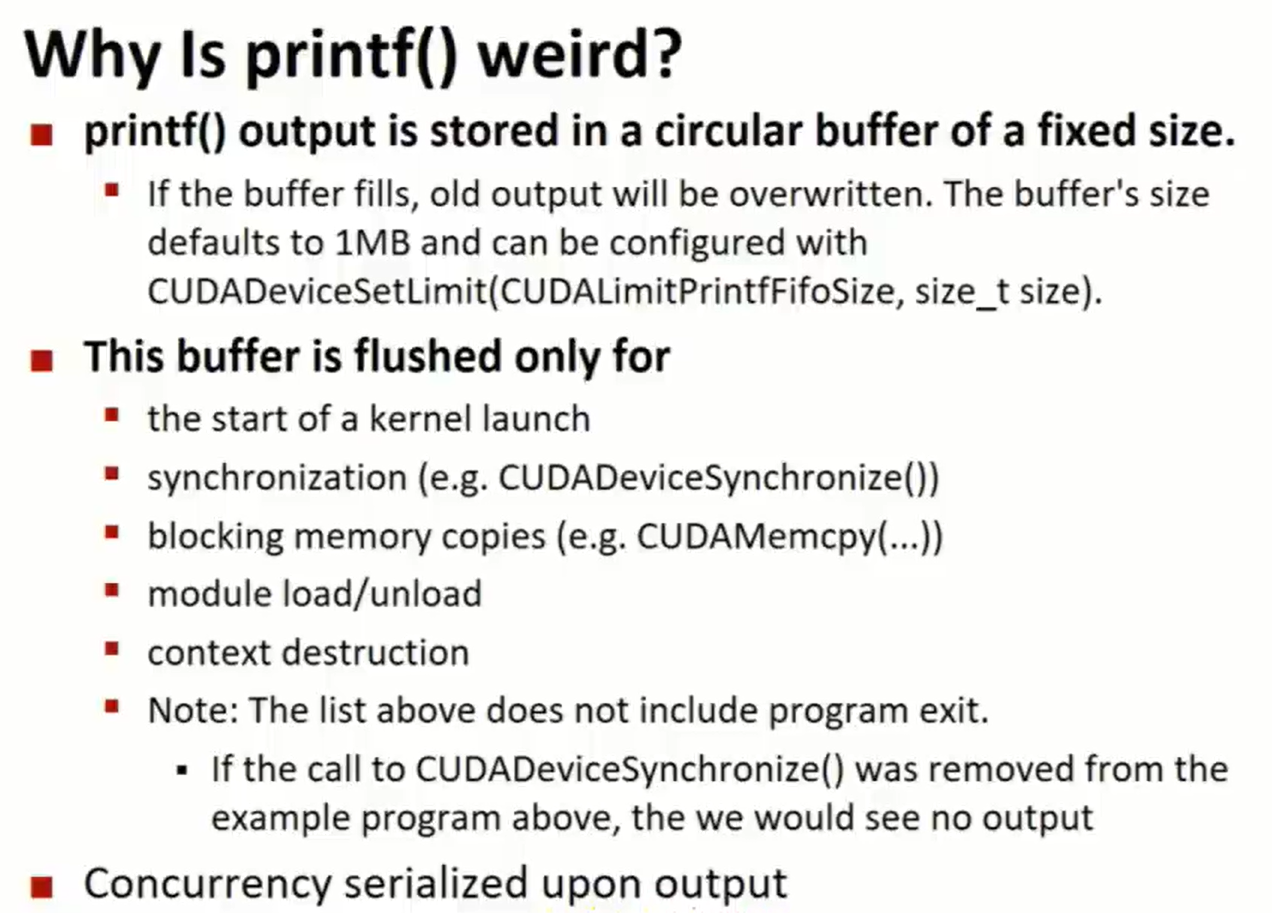 Why Is printf() weird?
printf() output is stored in a circular buffer of a fixed size.
If the buffer fills, old output will be overwritten. The buffer's size
defaults to 1MB and can be configured with
CUDADeviceSetLimit(CUDALimitPrintfFifoSize, size_t size).
This buffer is flushed only for
the start of a kernel launch
synchronization (e.g. CUDADeviceSynchronize())
blocking memory copies (e.g. CUDAMemcpy(...))
module load/unload
context destruction
Note: The list above does not include program exit.
If the call to CUDADeviceSynchronize() was removed from the
example program above, the we would see no output
Concurrency serialized upon output